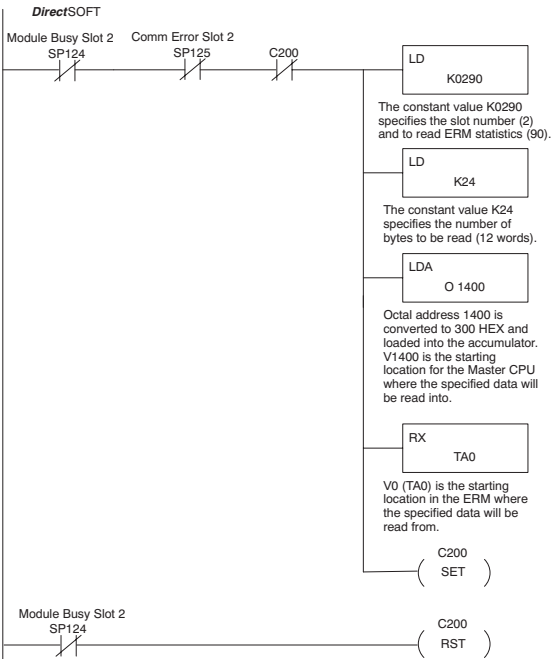 DirectSOFT
Module Busy Slot 2
SP124
Comm Error Slot 2
SP125
C200
LD
K0290
The constant value K0290
specifies the slot number (2)
and to read ERM statistics (90).
LD
K24
The constant value K24
specifies the number of
bytes to be read (12 words).
LDA
O 1400
Octal address 1400 is
converted to 300 HEX and
loaded into the accumulator.
V1400 is the starting
location for the Master CPU
where the specified data will
be read into.
RX
TA0
V0 (TA0) is the starting
location in the ERM where
the specified data will be
read from.
C200
SET
Module Busy Slot 2
SP124
C200
RST